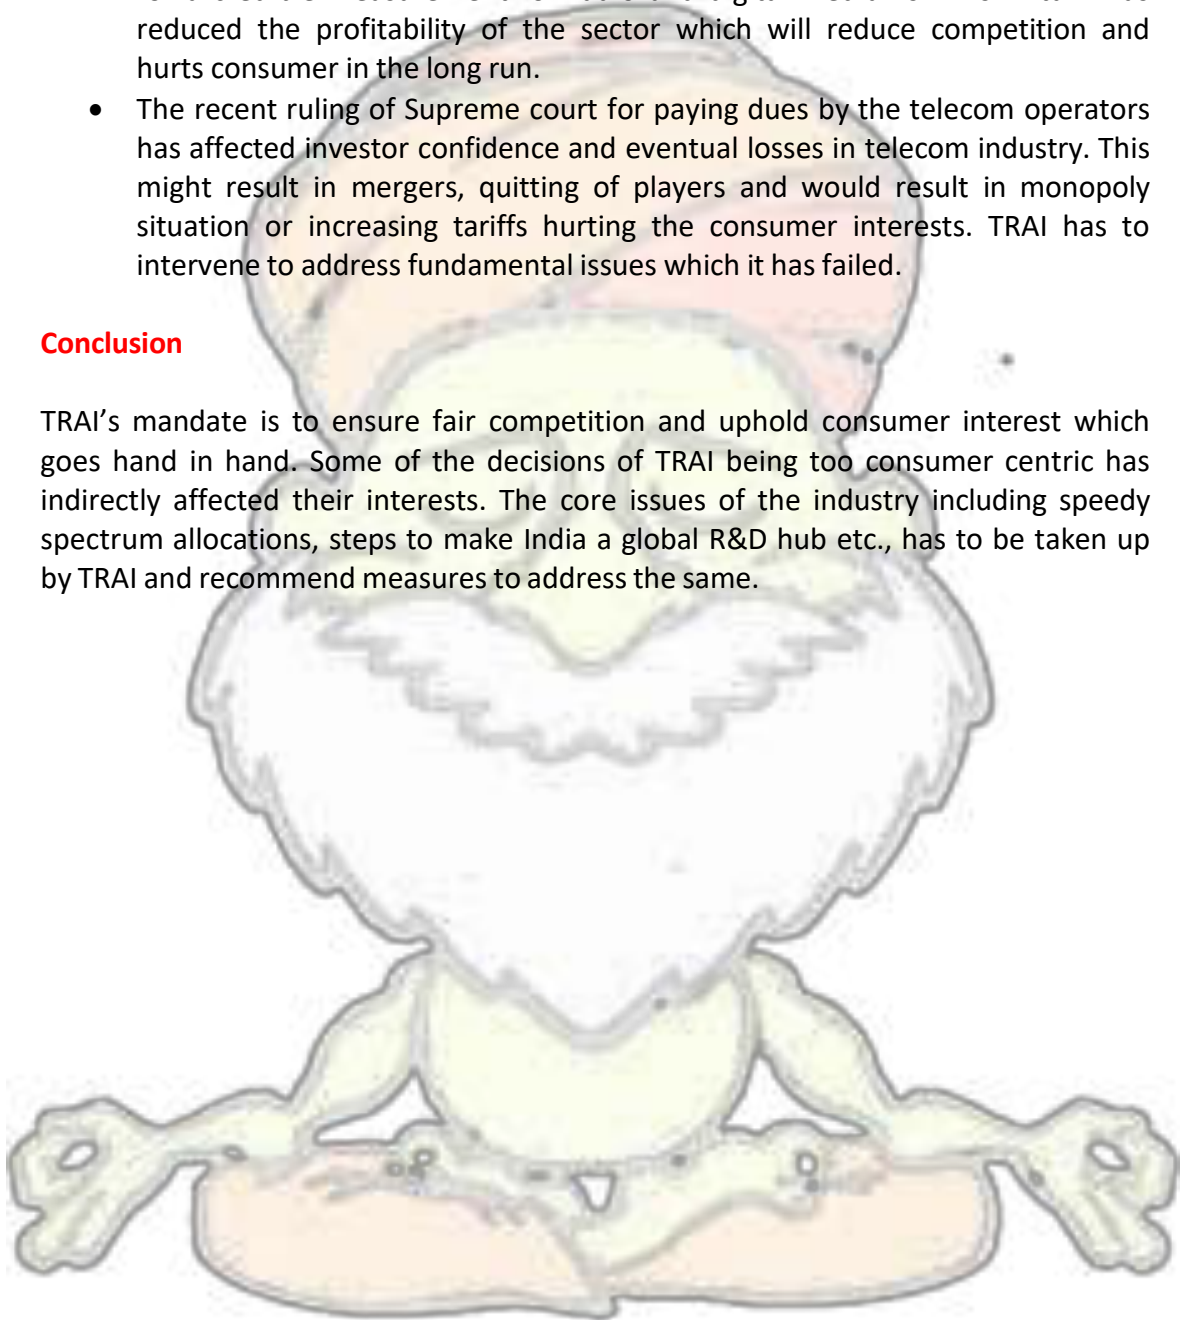 reduced the profitability of the sector which will reduce competition and
hurts consumer in the long run.
• The recent ruling of Supreme court for paying dues by the telecom operators
has affected investor confidence and eventual losses in telecom industry. This
might result in mergers, quitting of players and would result in monopoly
situation or increasing tariffs hurting the consumer interests. TRAI has to
intervene to address fundamental issues which it has failed.
Conclusion
TRAI’s mandate is to ensure fair competition and uphold consumer interest which
goes hand in hand. Some of the decisions of TRAI being too consumer centric has
indirectly affected their interests. The core issues of the industry including speedy
spectrum allocations, steps to make India a global R&D hub etc., has to be taken up
by TRAI and recommend measures to address the same.